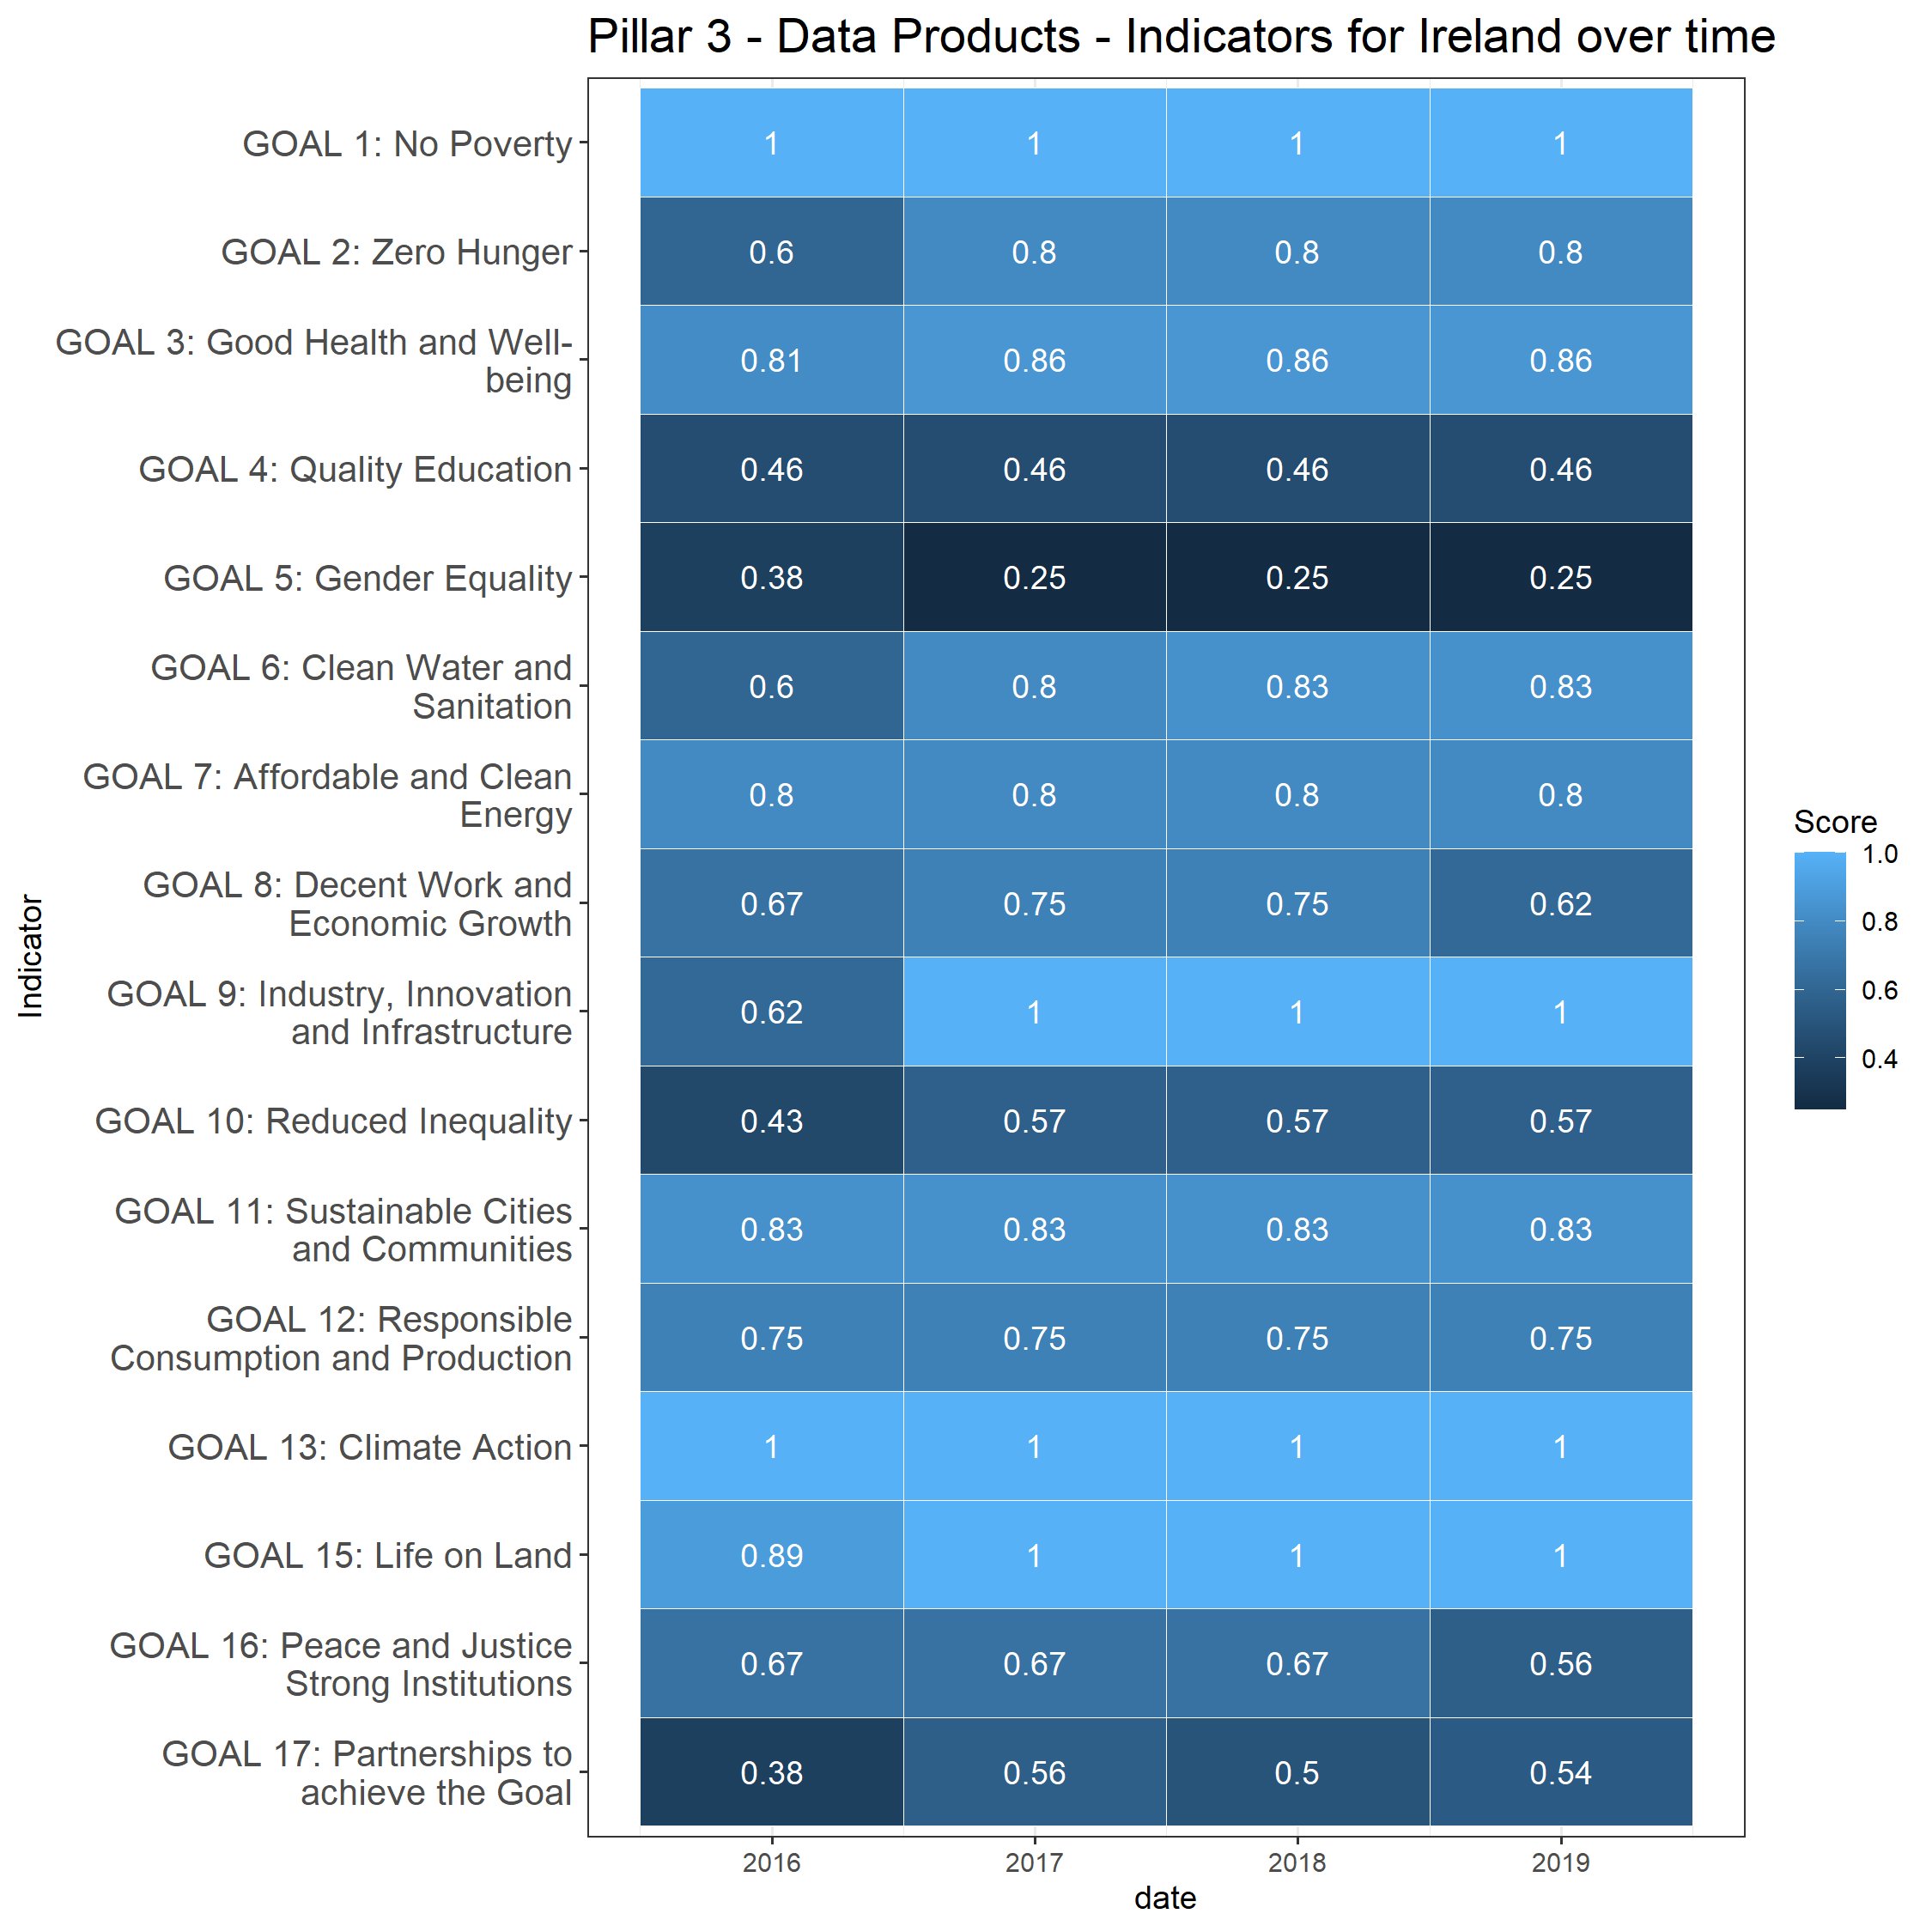 Pillar 3 - Data Products - Indicators for Ireland over time
GOAL 1: No Poverty
1 1 1 1
GOAL 2: Zero Hunger
0.6 0.8 0.8 0.8
GOAL 3: Good Health and Well-
being
0.81 0.86 0.86 0.86
GOAL 4: Quality Education
0.46 0.46 0.46 0.46
GOAL 5: Gender Equality
0.38 0.25 0.25 0.25
GOAL 6: Clean Water and
Sanitation
0.6 0.8 0.83 0.83
GOAL 7: Affordable and Clean
Energy
0.8 0.8 0.8 0.8
GOAL 8: Decent Work and
Economic Growth
0.67 0.75 0.75 0.62
GOAL 9: Industry, Innovation
and Infrastructure
0.62 1 1 1
GOAL 10: Reduced Inequality
0.43 0.57 0.57 0.57
GOAL 11: Sustainable Cities
and Communities
0.83 0.83 0.83 0.83
GOAL 12: Responsible
Consumption and Production
0.75 0.75 0.75 0.75
GOAL 13: Climate Action
1 1 1 1
GOAL 15: Life on Land
0.89 1 1 1
GOAL 16: Peace and Justice
Strong Institutions
0.67 0.67 0.67 0.56
GOAL 17: Partnerships to
achieve the Goal
0.38 0.56 0.5 0.54
2016 2017 2018 2019
date
Indicator
Score
1.0
0.8
0.6
0.4